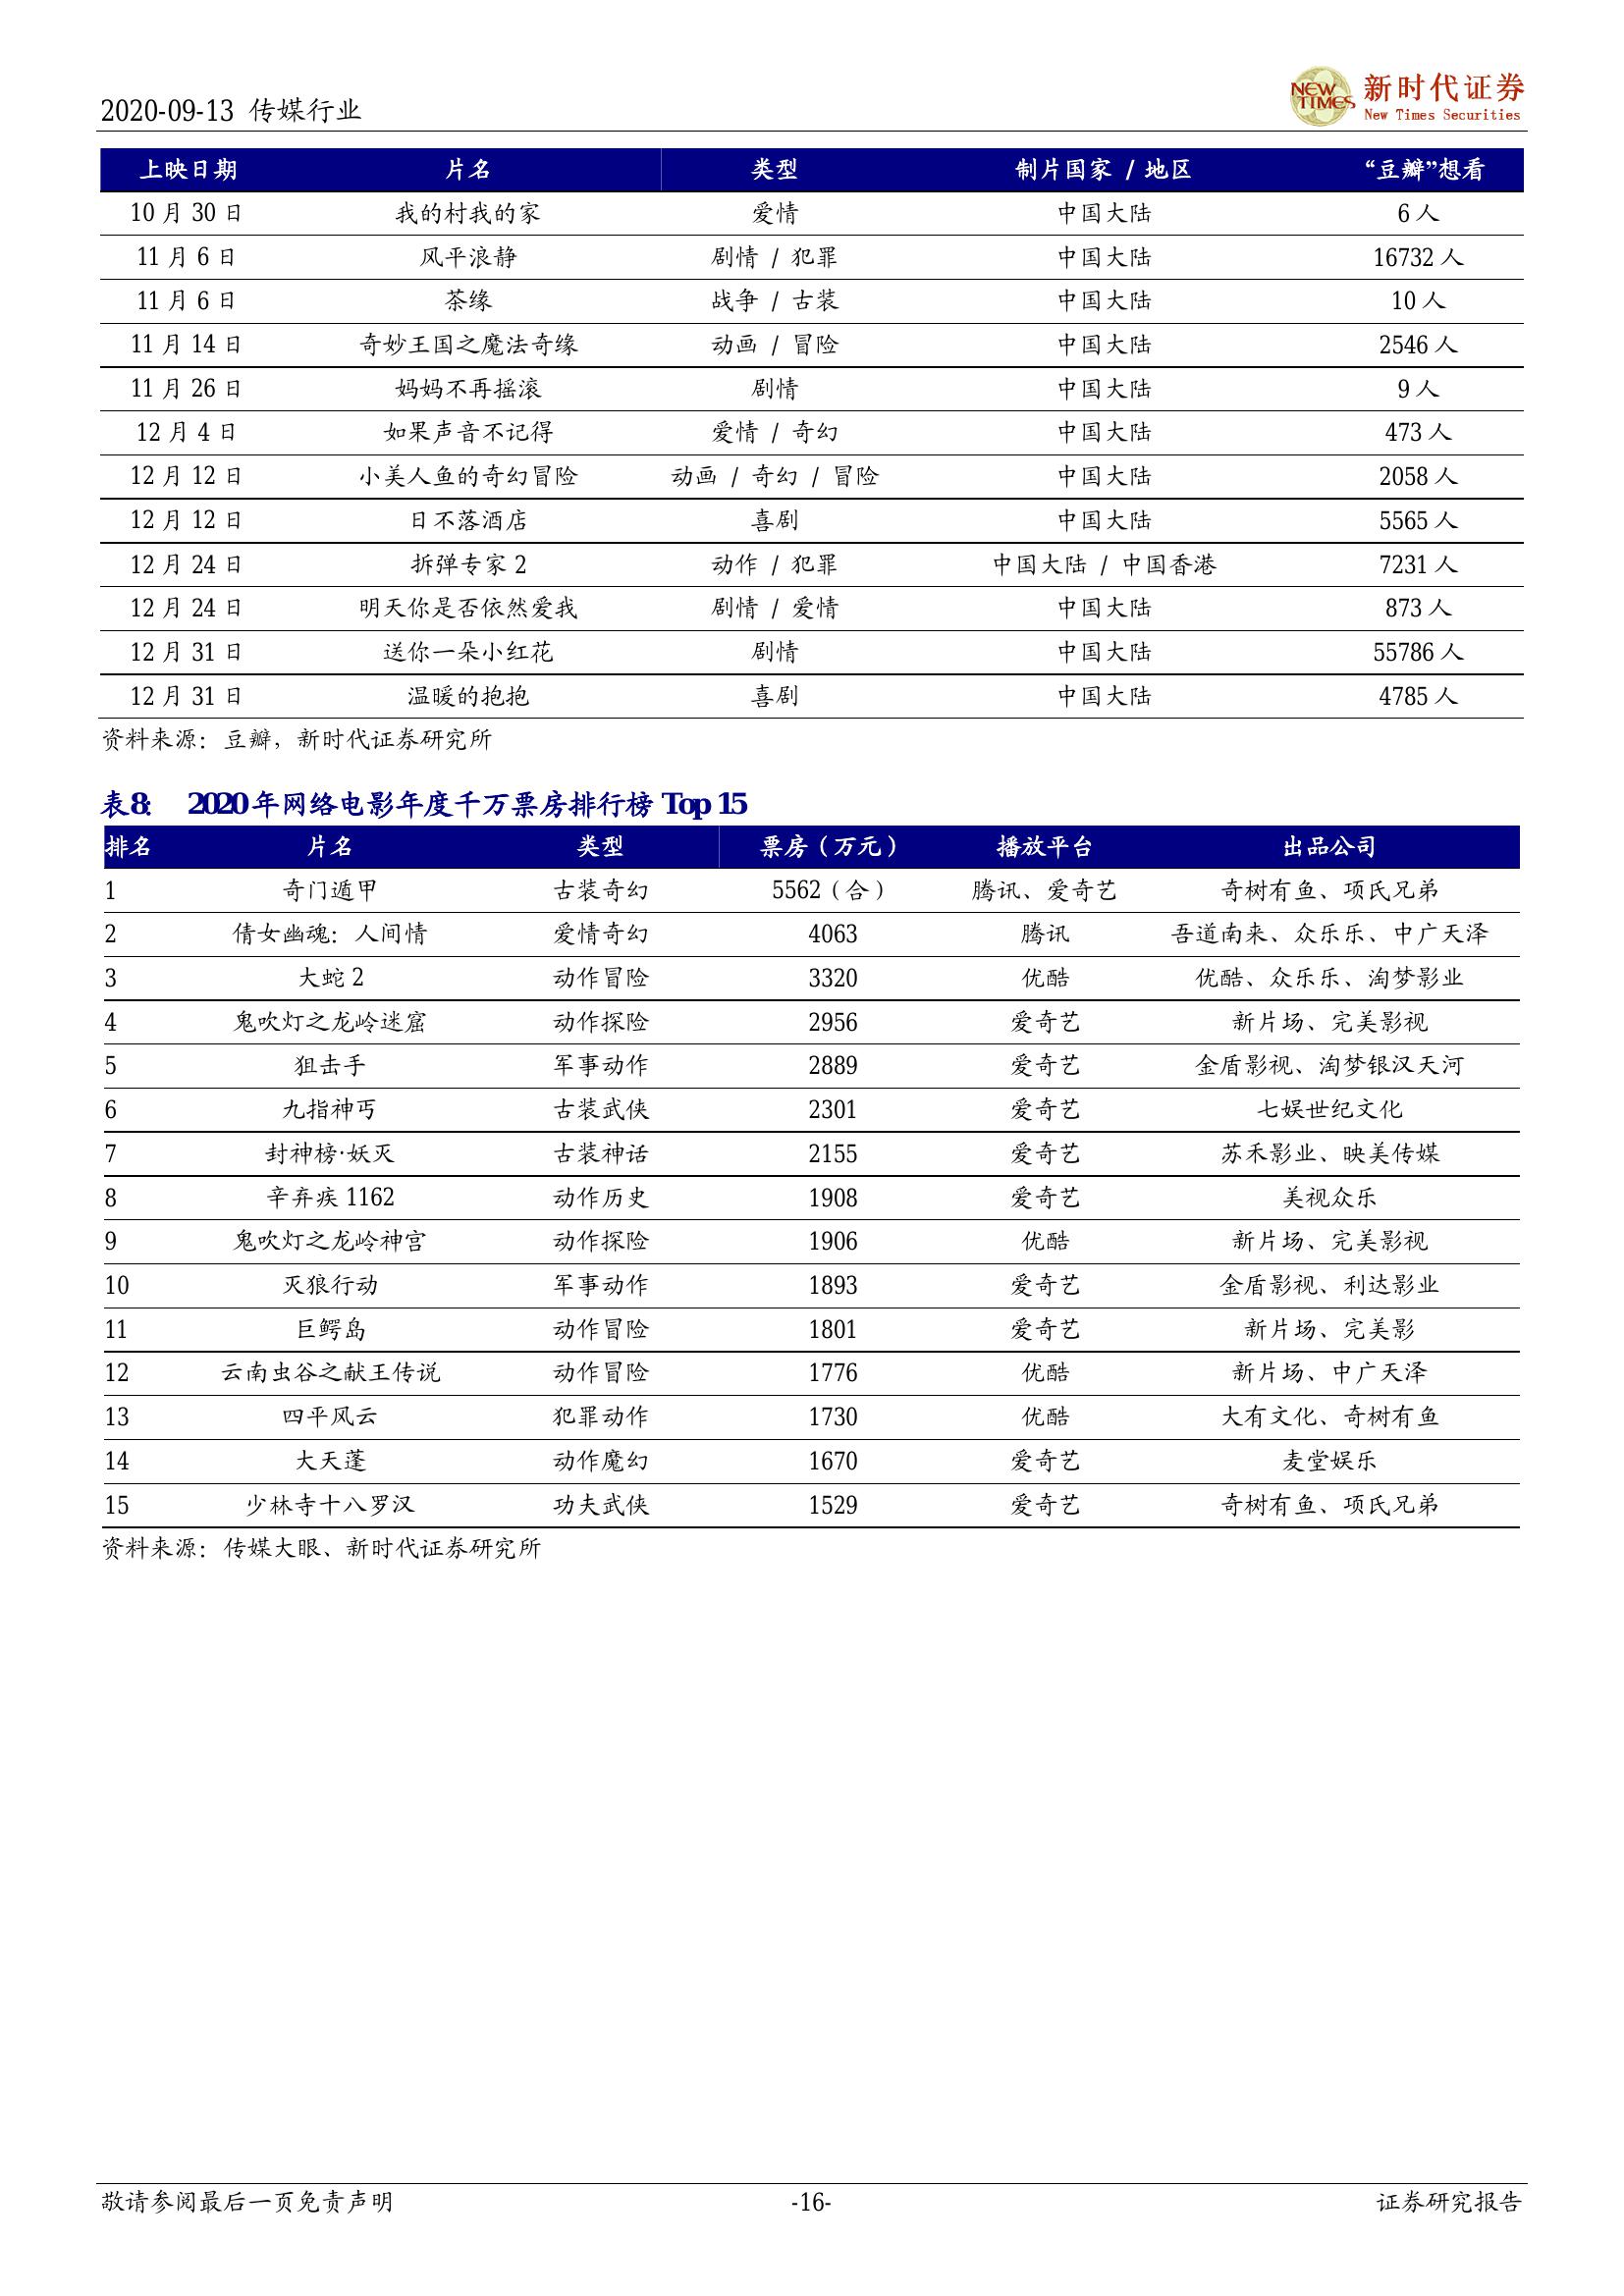 2020-09-13 传媒行业
NEW TIMES 新时代证券
New Times Securities
上映日期 片名 类型 制片国家 / 地区 “豆瓣”想看
10 月 30 日 我的村我的家 爱情 中国大陆 6 人
11 月 6 日 风平浪静 剧情 / 犯罪 中国大陆 16732 人
11 月 6 日 茶缘 战争 / 古装 中国大陆 10 人
11 月 14 日 奇妙王国之魔法奇缘 动画 / 冒险 中国大陆 2546 人
11 月 26 日 妈妈不再摇滚 剧情 中国大陆 9 人
12 月 4 日 如果声音不记得 爱情 / 奇幻 中国大陆 473 人
12 月 12 日 小美人鱼的奇幻冒险 动画 / 奇幻 / 冒险 中国大陆 2058 人
12 月 12 日 日不落酒店 喜剧 中国大陆 5565 人
12 月 24 日 拆弹专家 2 动作 / 犯罪 中国大陆 / 中国香港 7231 人
12 月 24 日 明天你是否依然爱我 剧情 / 爱情 中国大陆 873 人
12 月 31 日 送你一朵小红花 剧情 中国大陆 55786 人
12 月 31 日 温暖的抱抱 喜剧 中国大陆 4785 人
资料来源：豆瓣，新时代证券研究所
表8： 2020年网络电影年度千万票房排行榜 Top 15
排名 片名 类型 票房（万元） 播放平台 出品公司
1 奇门遁甲 古装奇幻 5562（合） 腾讯、爱奇艺 奇树有鱼、项氏兄弟
2 倩女幽魂：人间情 爱情奇幻 4063 腾讯 吾道南来、众乐乐、中广天泽
3 大蛇 2 动作冒险 3320 优酷 优酷、众乐乐、淘梦影业
4 鬼吹灯之龙岭迷窟 动作探险 2956 爱奇艺 新片场、完美影视
5 狙击手 军事动作 2889 爱奇艺 金盾影视、淘梦银汉天河
6 九指神丐 古装武侠 2301 爱奇艺 七娱世纪文化
7 封神榜·妖灭 古装神话 2155 爱奇艺 苏禾影业、映美传媒
8 辛弃疾 1162 动作历史 1908 爱奇艺 美视众乐
9 鬼吹灯之龙岭神宫 动作探险 1906 优酷 新片场、完美影视
10 灭狼行动 军事动作 1893 爱奇艺 金盾影视、利达影业
11 巨鳄岛 动作冒险 1801 爱奇艺 新片场、完美影
12 云南虫谷之献王传说 动作冒险 1776 优酷 新片场、中广天泽
13 四平风云 犯罪动作 1730 优酷 大有文化、奇树有鱼
14 大天蓬 动作魔幻 1670 爱奇艺 麦堂娱乐
15 少林寺十八罗汉 功夫武侠 1529 爱奇艺 奇树有鱼、项氏兄弟
资料来源：传媒大眼、新时代证券研究所
敬请参阅最后一页免责声明 -16- 证券研究报告